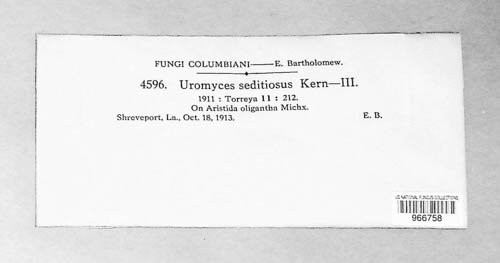 FUNGI COLUMBIANI——E. Bartholomew.
4596. Uromyces seditiosus Kern—III.
1911 : Torreya 11 : 212.
On Aristida oligantha Michx.
Shreveport, La., Oct. 18, 1913. E. B.
US NATIONAL FUNGUS COLLECTIONS
966758